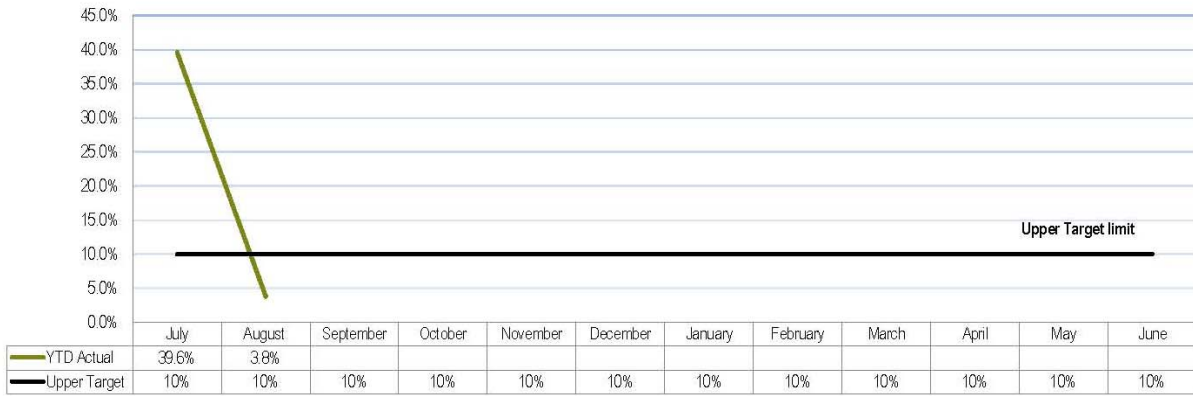 45.0%
40.0%
35.0%
30.0%
25.0%
20.0%
15.0%
Upper Target limit
10.0%
5.0%
0.0%
July August September October November December January February March April May June
YTD Actual 39.6% 3.8%
Upper Target 10% 10% 10% 10% 10% 10% 10% 10% 10% 10% 10% 10%